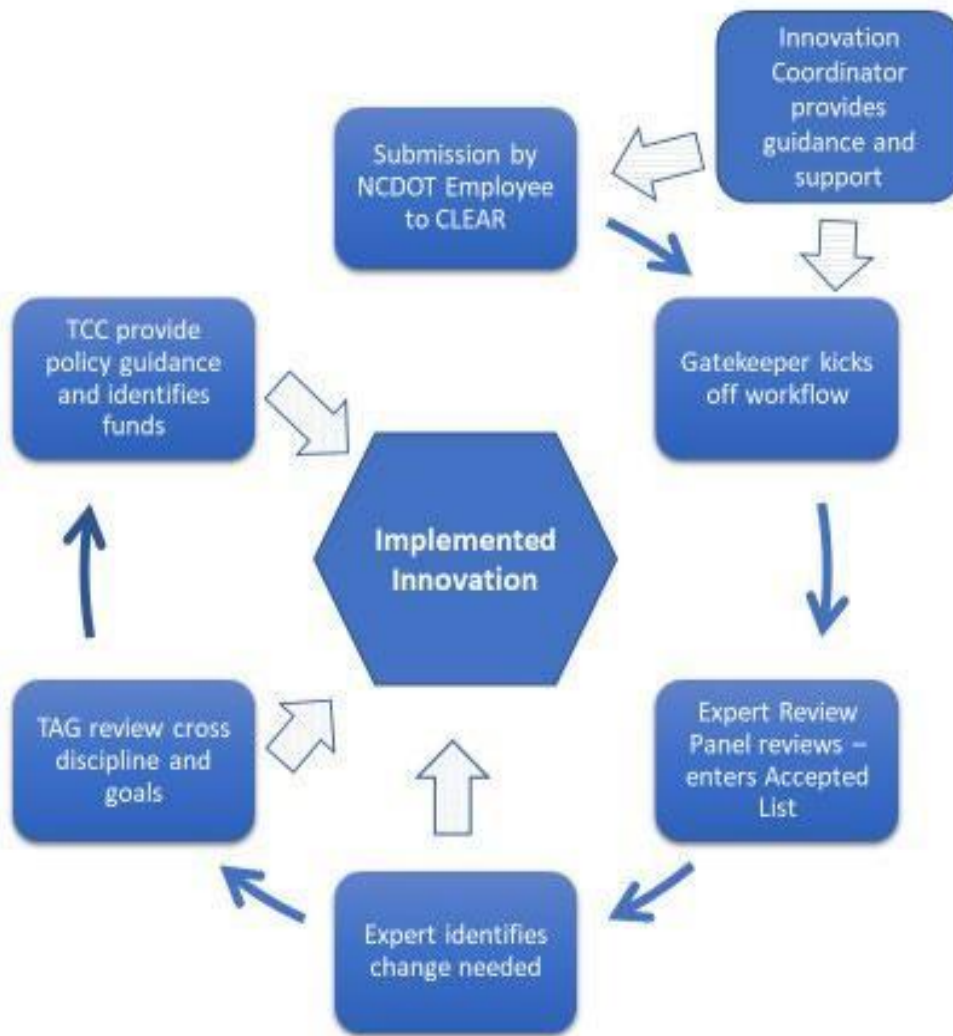 Innovation
Coordinator
provides
guidance and
support
Submission by
NCDOT Employee
to CLEAR
Gatekeeper kicks
off workflow
Expert Review
Panel reviews –
enters Accepted
List
Expert identifies
change needed
TAG review cross
discipline and
goals
TCC provide
policy guidance
and identifies
funds
Implemented
Innovation